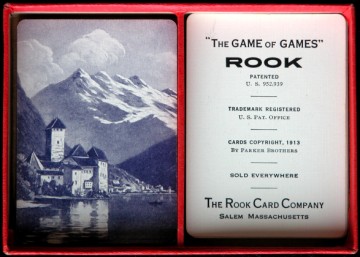 "THE GAME OF GAMES"
ROOK
PATENTED
U. S. 952,939
TRADEMARK REGISTERED
U. S. PAT. OFFICE
CARDS COPYRIGHT, 1913
BY PARKER BROTHERS
SOLD EVERYWHERE
THE ROOK CARD COMPANY
SALEM MASSACHUSETTS